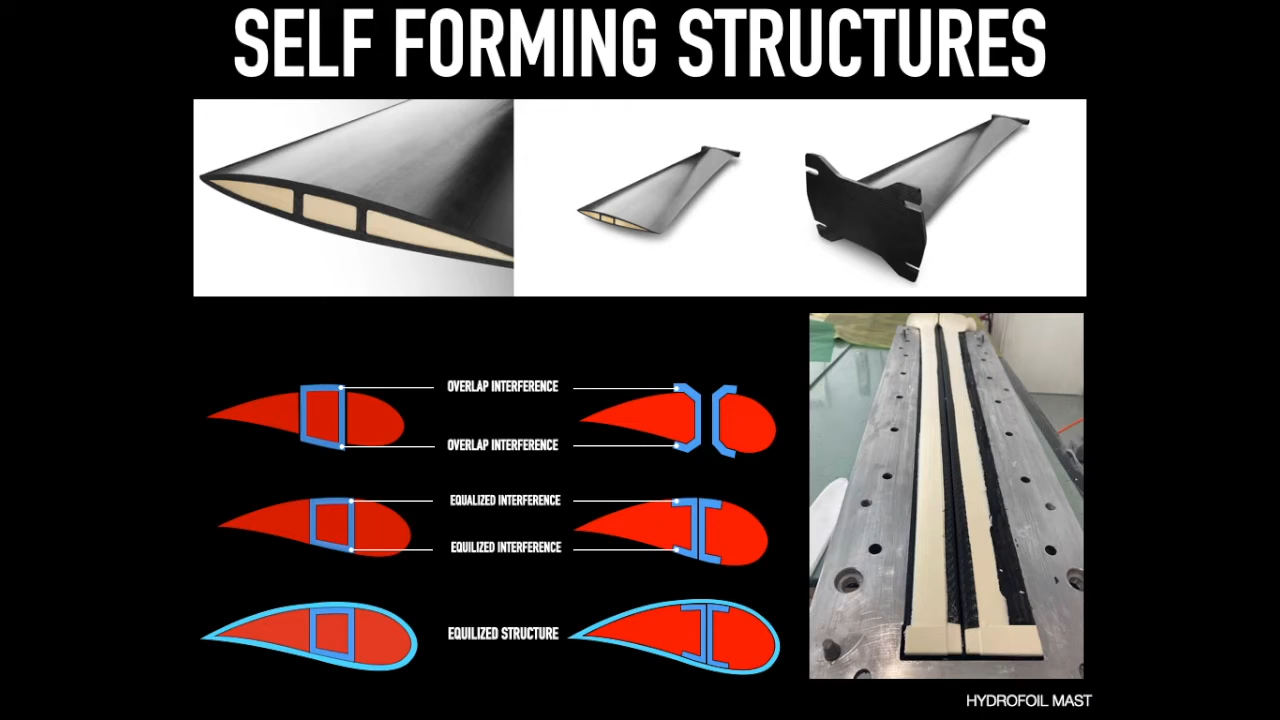 SELF FORMING STRUCTURES
OVERLAP INTERFERENCE
OVERLAP INTERFERENCE
EQUALIZED INTERFERENCE
EQUILIZED INTERFERENCE
EQUILIZED STRUCTURE
HYDROFOIL MAST